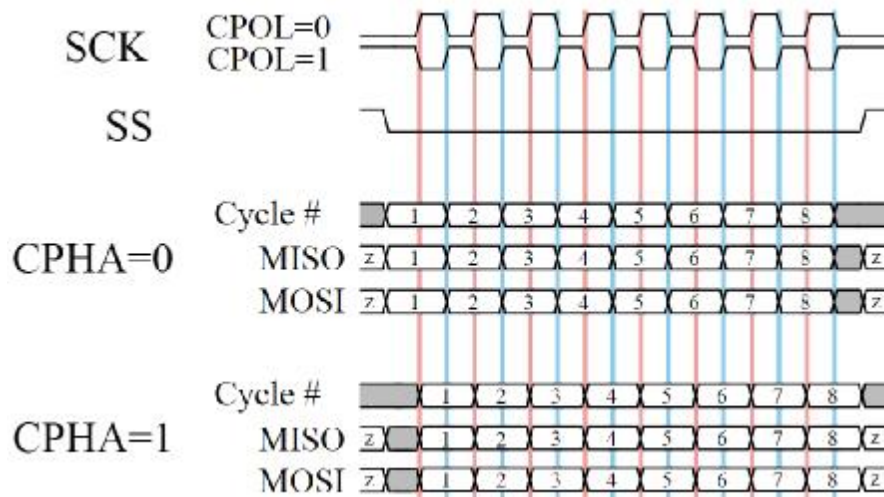 SCK CPOL=0
CPOL=1
SS
Cycle # 1 2 3 4 5 6 7 8
CPHA=0 MISO z 1 2 3 4 5 6 7 8 z
MOSI z 1 2 3 4 5 6 7 8 z
Cycle # 1 2 3 4 5 6 7 8
CPHA=1 MISO z 1 2 3 4 5 6 7 8 z
MOSI z 1 2 3 4 5 6 7 8 z